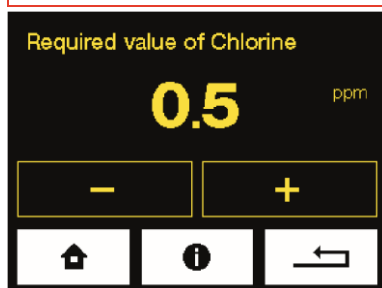 Required value of Chlorine
0.5 ppm
− +